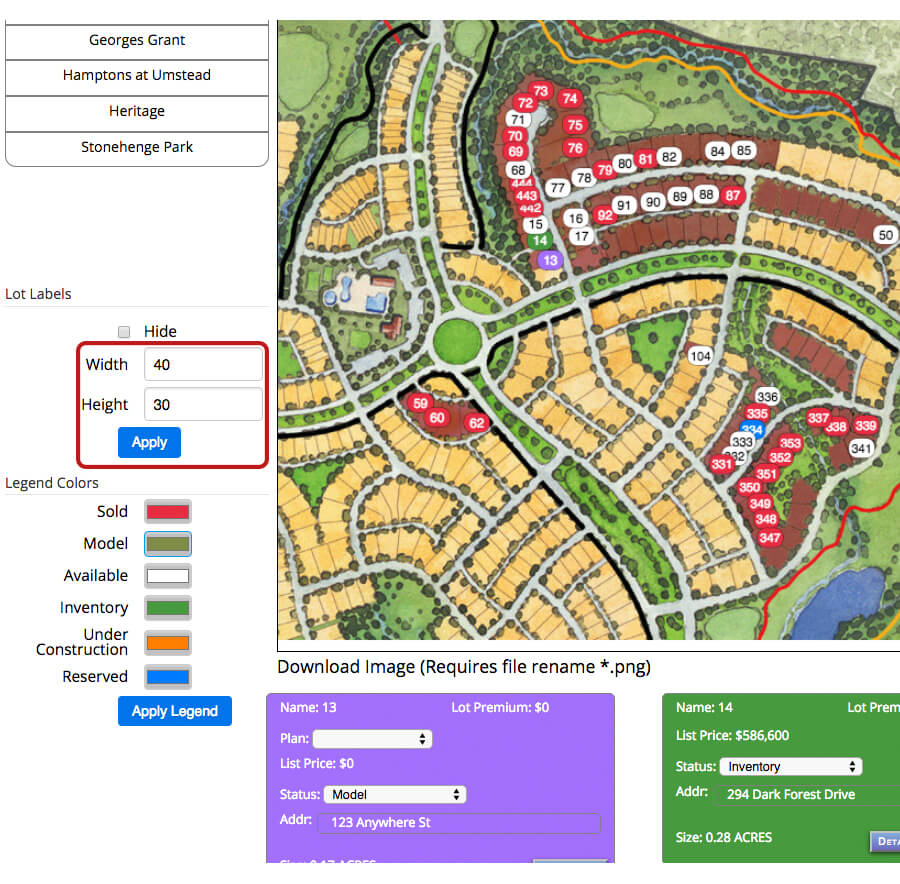 Georges Grant
Hamptons at Umstead
Heritage
Stonehenge Park
Lot Labels
Hide
Width 40
Height 30
Apply
Legend Colors
Sold
Model
Available
Inventory
Under
Construction
Reserved
Apply Legend
73
72 74
71 75
70
69 76
68 77 78 79 80 81 82 84 85
444
443
442
15 16 92 91 90 89 88 87
14 17 50
13
104
59
60 62
336
335 337 338 339
334
333 353 341
332 352
331 351
350
349
348
347
Download Image (Requires file rename *.png)
Name: 13 Lot Premium: $0
Plan:
List Price: $0
Status: Model
Addr: 123 Anywhere St
Name: 14 Lot Prem
List Price: $586,600
Status: Inventory
Addr: 294 Dark Forest Drive
Size: 0.28 ACRES